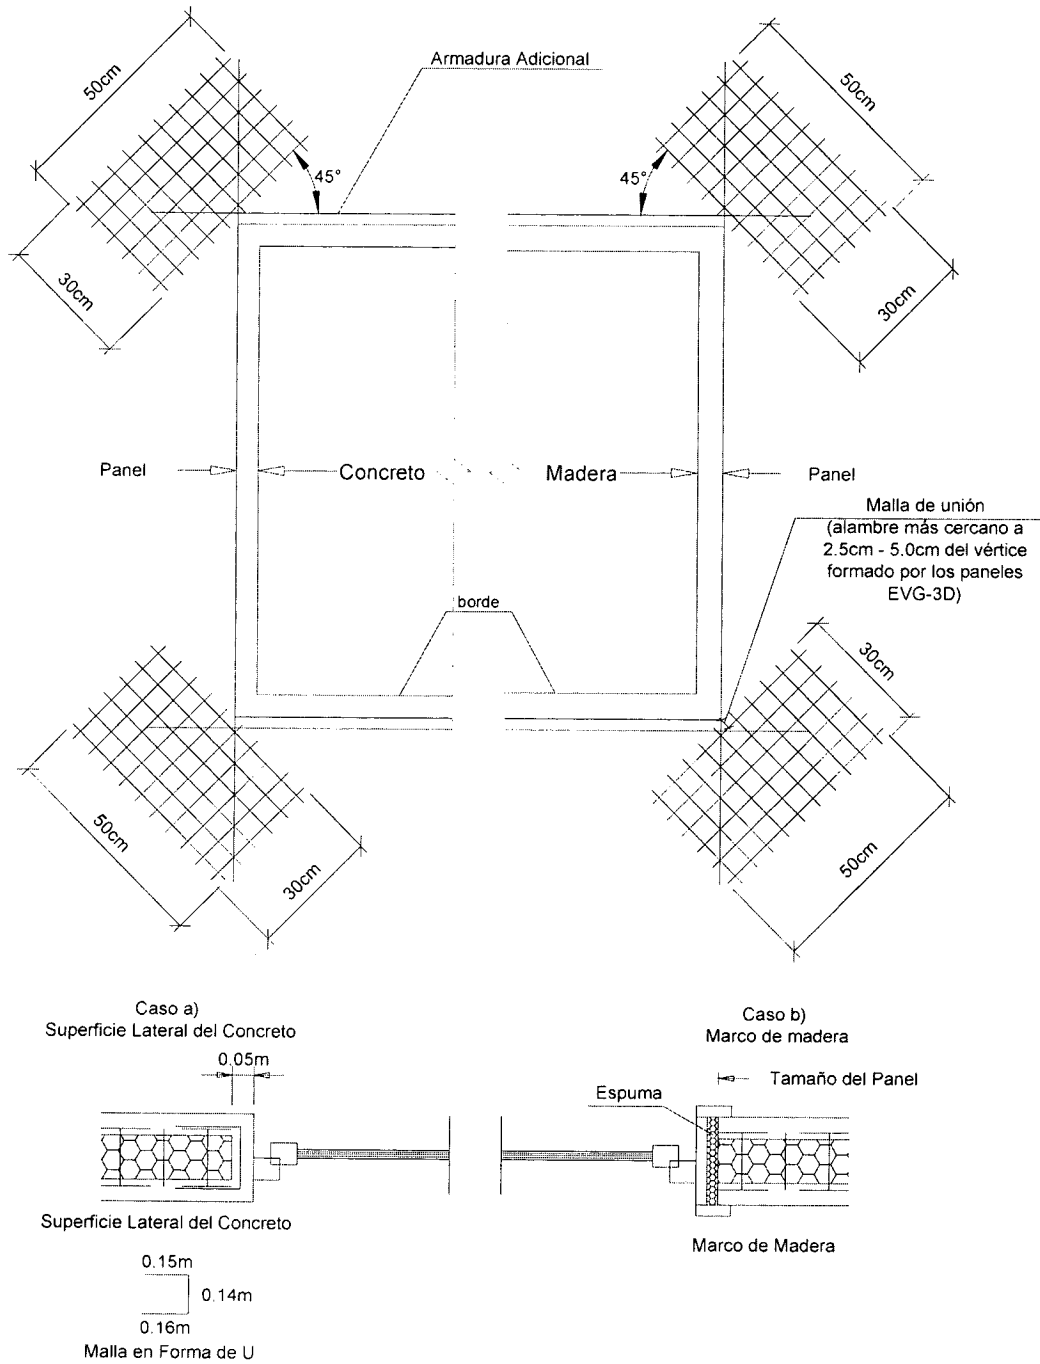 50cm
Armadura Adicional
50cm
45°
45°
30cm
30cm
Panel
Concreto
Madera
Panel
Malla de unión
(alambre más cercano a
2.5cm - 5.0cm del vértice
formado por los paneles
EVG-3D)
borde
30cm
50cm
30cm
50cm
Caso a)
Superficie Lateral del Concreto
0.05m
Caso b)
Marco de madera
Tamaño del Panel
Espuma
Superficie Lateral del Concreto
Marco de Madera
0.15m
0.14m
0.16m
Malla en Forma de U